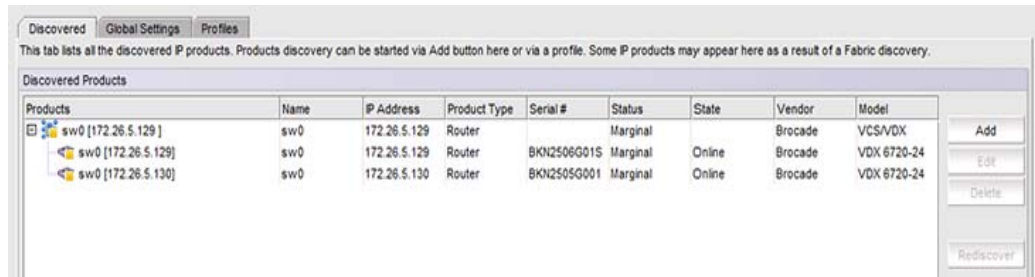 Discovered Global Settings Profiles
This tab lists all the discovered IP products. Products discovery can be started via Add button here or via a profile. Some IP products may appear here as a result of a Fabric discovery.
Discovered Products
Products Name IP Address Product Type Serial # Status State Vendor Model
sw0 [172.26.5.129 ] sw0 172.26.5.129 Router Marginal Brocade VCS/VDX
sw0 [172.26.5.129] sw0 172.26.5.129 Router BKN2506G01S Marginal Online Brocade VDX 6720-24
sw0 [172.26.5.130] sw0 172.26.5.130 Router BKN2505G001 Marginal Online Brocade VDX 6720-24
Add
Edit
Delete
Rediscover